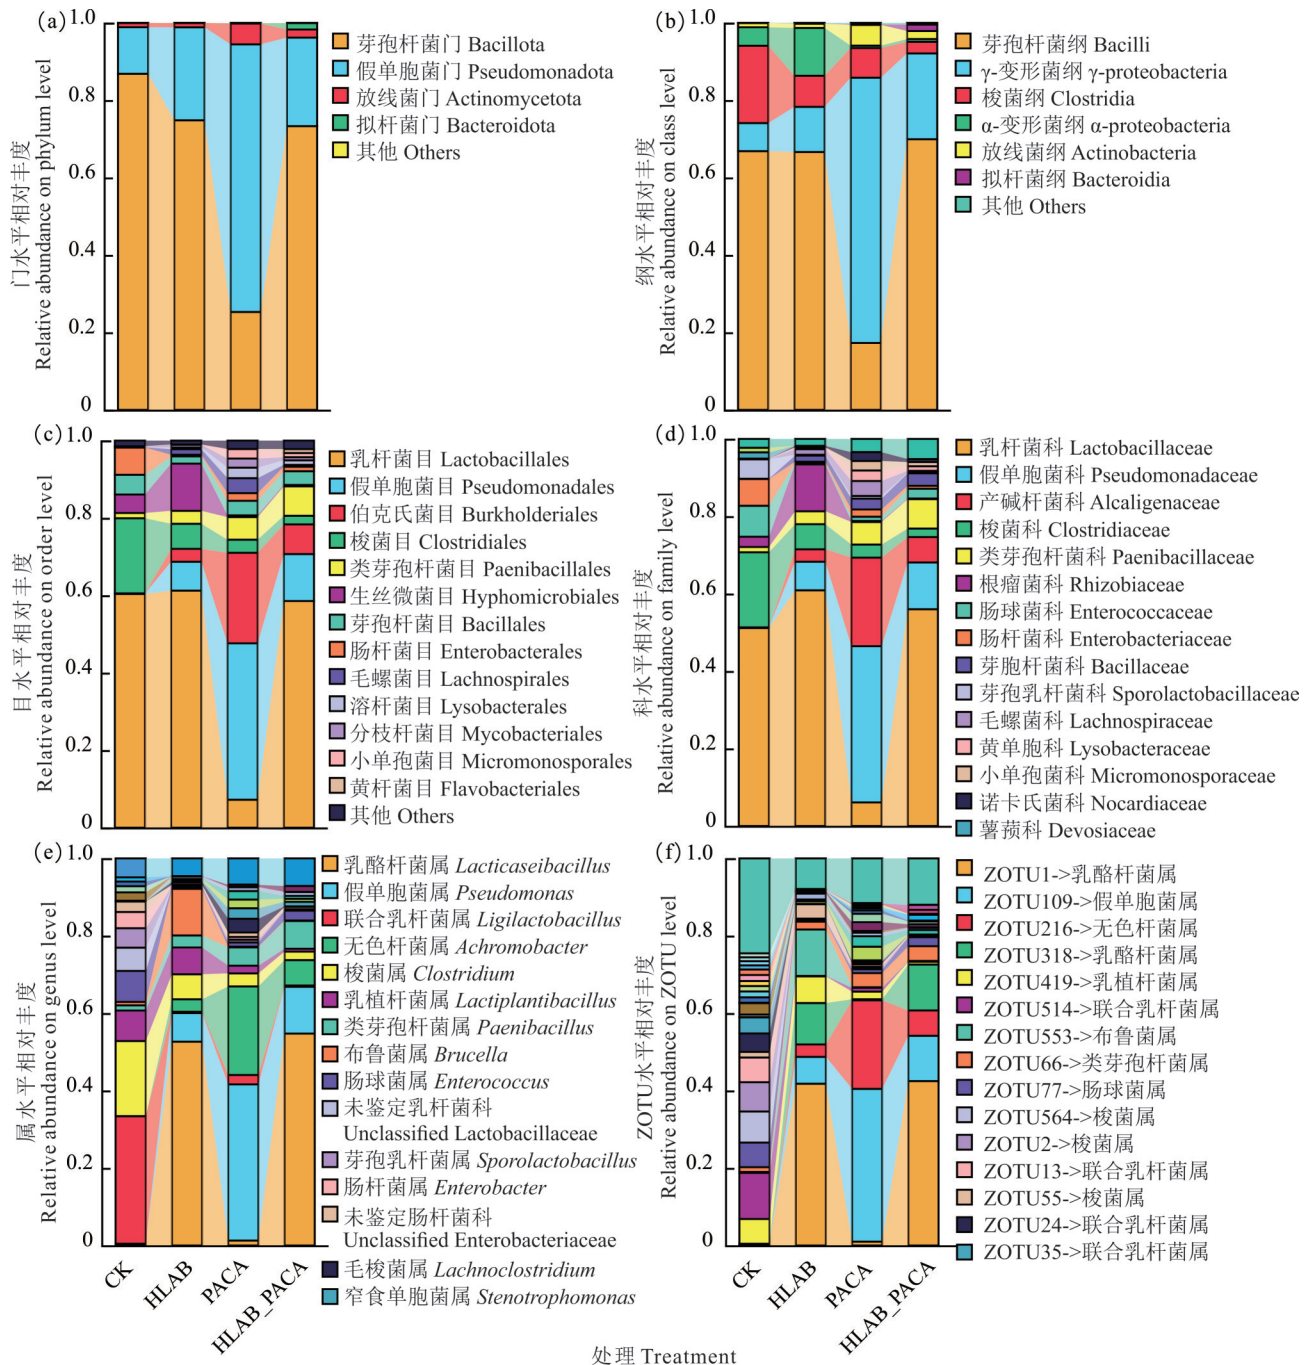 (a)
门水平相对丰度
Relative abundance on phylum level
1.0
0.8
0.6
0.4
0.2
0
芽孢杆菌门 Bacillota
假单胞菌门 Pseudomonadota
放线菌门 Actinomycetota
拟杆菌门 Bacteroidota
其他 Others
(b)
纲水平相对丰度
Relative abundance on class level
1.0
0.8
0.6
0.4
0.2
0
芽孢杆菌纲 Bacilli
γ-变形菌纲 γ-proteobacteria
梭菌纲 Clostridia
α-变形菌纲 α-proteobacteria
放线菌纲 Actinobacteria
拟杆菌纲 Bacteroidia
其他 Others
(c)
目水平相对丰度
Relative abundance on order level
1.0
0.8
0.6
0.4
0.2
0
乳杆菌目 Lactobacillales
假单胞菌目 Pseudomonadales
伯克氏菌目 Burkholderiales
梭菌目 Clostridiales
类芽孢杆菌目 Paenibacillales
生丝微菌目 Hyphomicrobiales
芽孢杆菌目 Bacillales
肠杆菌目 Enterobacterales
毛螺菌目 Lachnospirales
溶杆菌目 Lysobacterales
分枝杆菌目 Mycobacteriales
小单孢菌目 Micromonosporales
黄杆菌目 Flavobacteriales
其他 Others
(d)
科水平相对丰度
Relative abundance on family level
1.0
0.8
0.6
0.4
0.2
0
乳杆菌科 Lactobacillaceae
假单胞菌科 Pseudomonadaceae
产碱杆菌科 Alcaligenaceae
梭菌科 Clostridiaceae
类芽孢杆菌科 Paenibacillaceae
根瘤菌科 Rhizobiaceae
肠球菌科 Enterococcaceae
肠杆菌科 Enterobacteriaceae
芽胞杆菌科 Bacillaceae
芽孢乳杆菌科 Sporolactobacillaceae
毛螺菌科 Lachnospiraceae
黄单胞科 Lysobacteraceae
小单孢菌科 Micromonosporaceae
诺卡氏菌科 Nocardiaceae
薯蓣科 Devosiaceae
(e)
属水平相对丰度
Relative abundance on genus level
1.0
0.8
0.6
0.4
0.2
0
CK
HLAB
PACA
HLAB_PACA
乳酪杆菌属 Lacticaseibacillus
假单胞菌属 Pseudomonas
联合乳杆菌属 Ligilactobacillus
无色杆菌属 Achromobacter
梭菌属 Clostridium
乳植杆菌属 Lactiplantibacillus
类芽孢杆菌属 Paenibacillus
布鲁菌属 Brucella
肠球菌属 Enterococcus
未鉴定乳杆菌科
Unclassified Lactobacillaceae
芽孢乳杆菌属 Sporolactobacillus
肠杆菌属 Enterobacter
未鉴定肠杆菌科
Unclassified Enterobacteriaceae
毛梭菌属 Lachnoclostridium
窄食单胞菌属 Stenotrophomonas
(f)
ZOTU水平相对丰度
Relative abundance on ZOTU level
1.0
0.8
0.6
0.4
0.2
0
CK
HLAB
PACA
HLAB_PACA
ZOTU1->乳酪杆菌属
ZOTU109->假单胞菌属
ZOTU216->无色杆菌属
ZOTU318->乳酪杆菌属
ZOTU419->乳植杆菌属
ZOTU514->联合乳杆菌属
ZOTU553->布鲁菌属
ZOTU66->类芽孢杆菌属
ZOTU77->肠球菌属
ZOTU564->梭菌属
ZOTU2->梭菌属
ZOTU13->联合乳杆菌属
ZOTU55->梭菌属
ZOTU24->联合乳杆菌属
ZOTU35->联合乳杆菌属
处理 Treatment